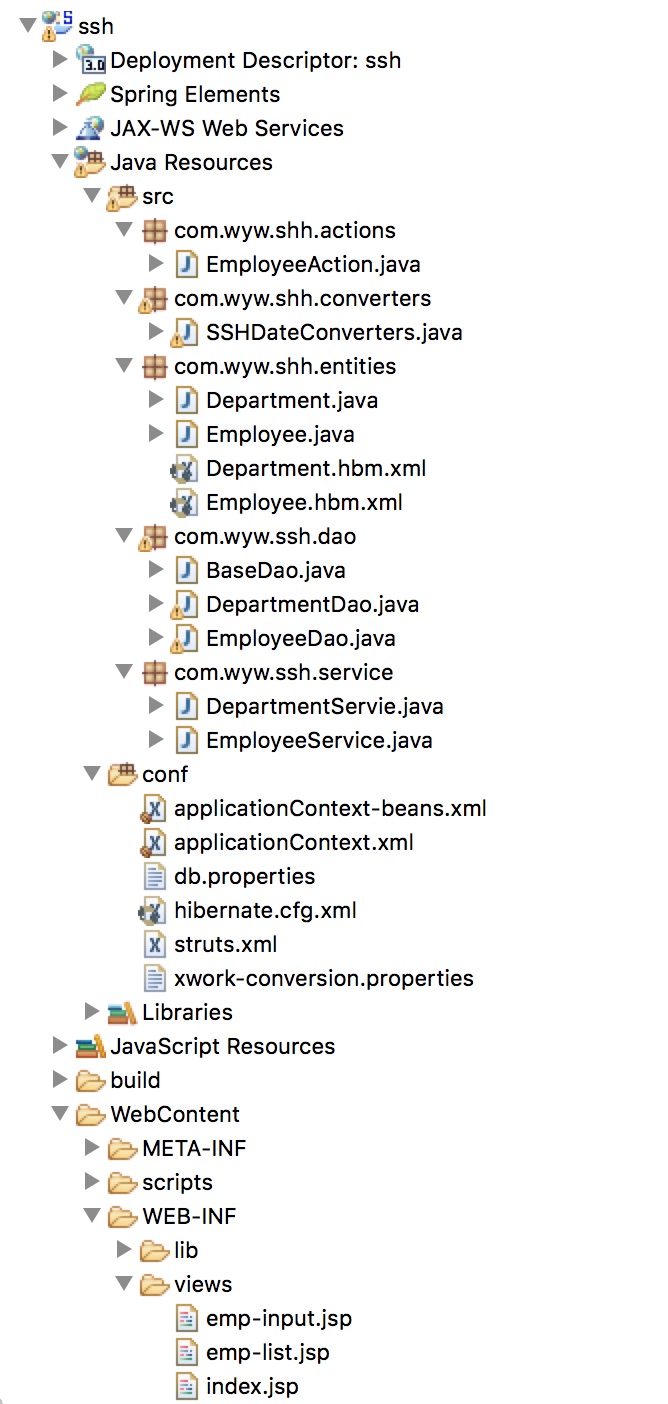 ssh
Deployment Descriptor: ssh
Spring Elements
JAX-WS Web Services
Java Resources
src
com.wyw.shh.actions
EmployeeAction.java
com.wyw.shh.converters
SSHDateConverters.java
com.wyw.shh.entities
Department.java
Employee.java
Department.hbm.xml
Employee.hbm.xml
com.wyw.ssh.dao
BaseDao.java
DepartmentDao.java
EmployeeDao.java
com.wyw.ssh.service
DepartmentServie.java
EmployeeService.java
conf
applicationContext-beans.xml
applicationContext.xml
db.properties
hibernate.cfg.xml
struts.xml
xwork-conversion.properties
Libraries
JavaScript Resources
build
WebContent
META-INF
scripts
WEB-INF
lib
views
emp-input.jsp
emp-list.jsp
index.jsp